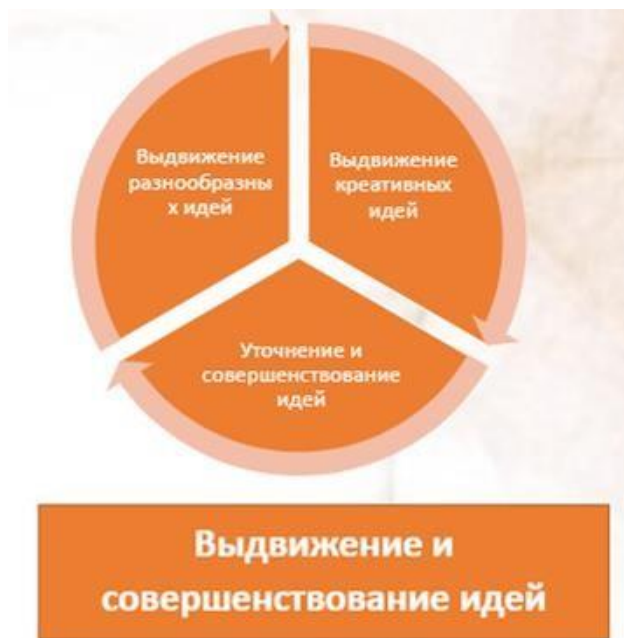 Выдвижение
разнообразны
х идей
Выдвижение
креативных
идей
Уточнение и
совершенствование
идей
Выдвижение и
совершенствование идей